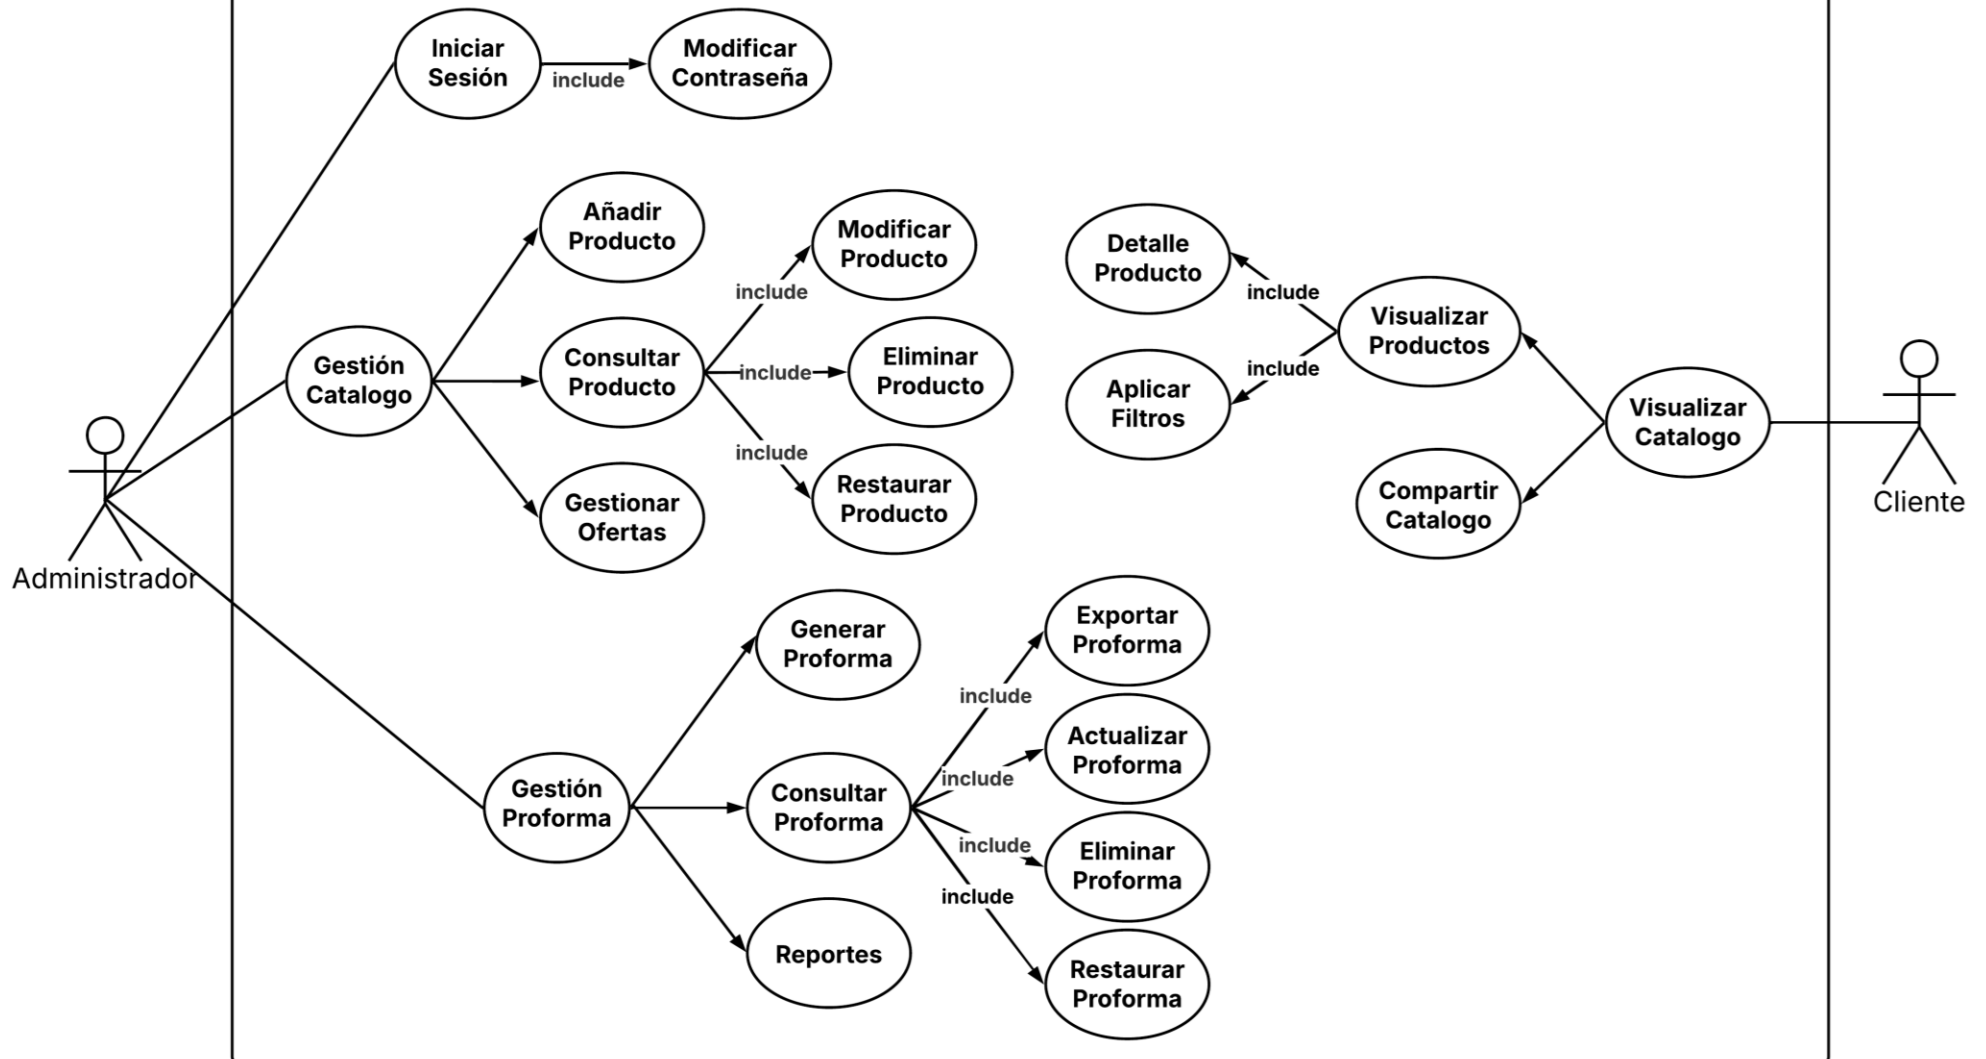 Iniciar
Sesión
include
Modificar
Contraseña
Añadir
Producto
Modificar
Producto
include
Gestión
Catalogo
Consultar
Producto
include
Eliminar
Producto
include
Gestionar
Ofertas
Restaurar
Producto
Administrador
Detalle
Producto
include
Visualizar
Productos
include
Aplicar
Filtros
Visualizar
Catalogo
Compartir
Catalogo
Cliente
Generar
Proforma
Exportar
Proforma
include
Actualizar
Proforma
include
Gestión
Proforma
Consultar
Proforma
include
Eliminar
Proforma
include
Reportes
Restaurar
Proforma